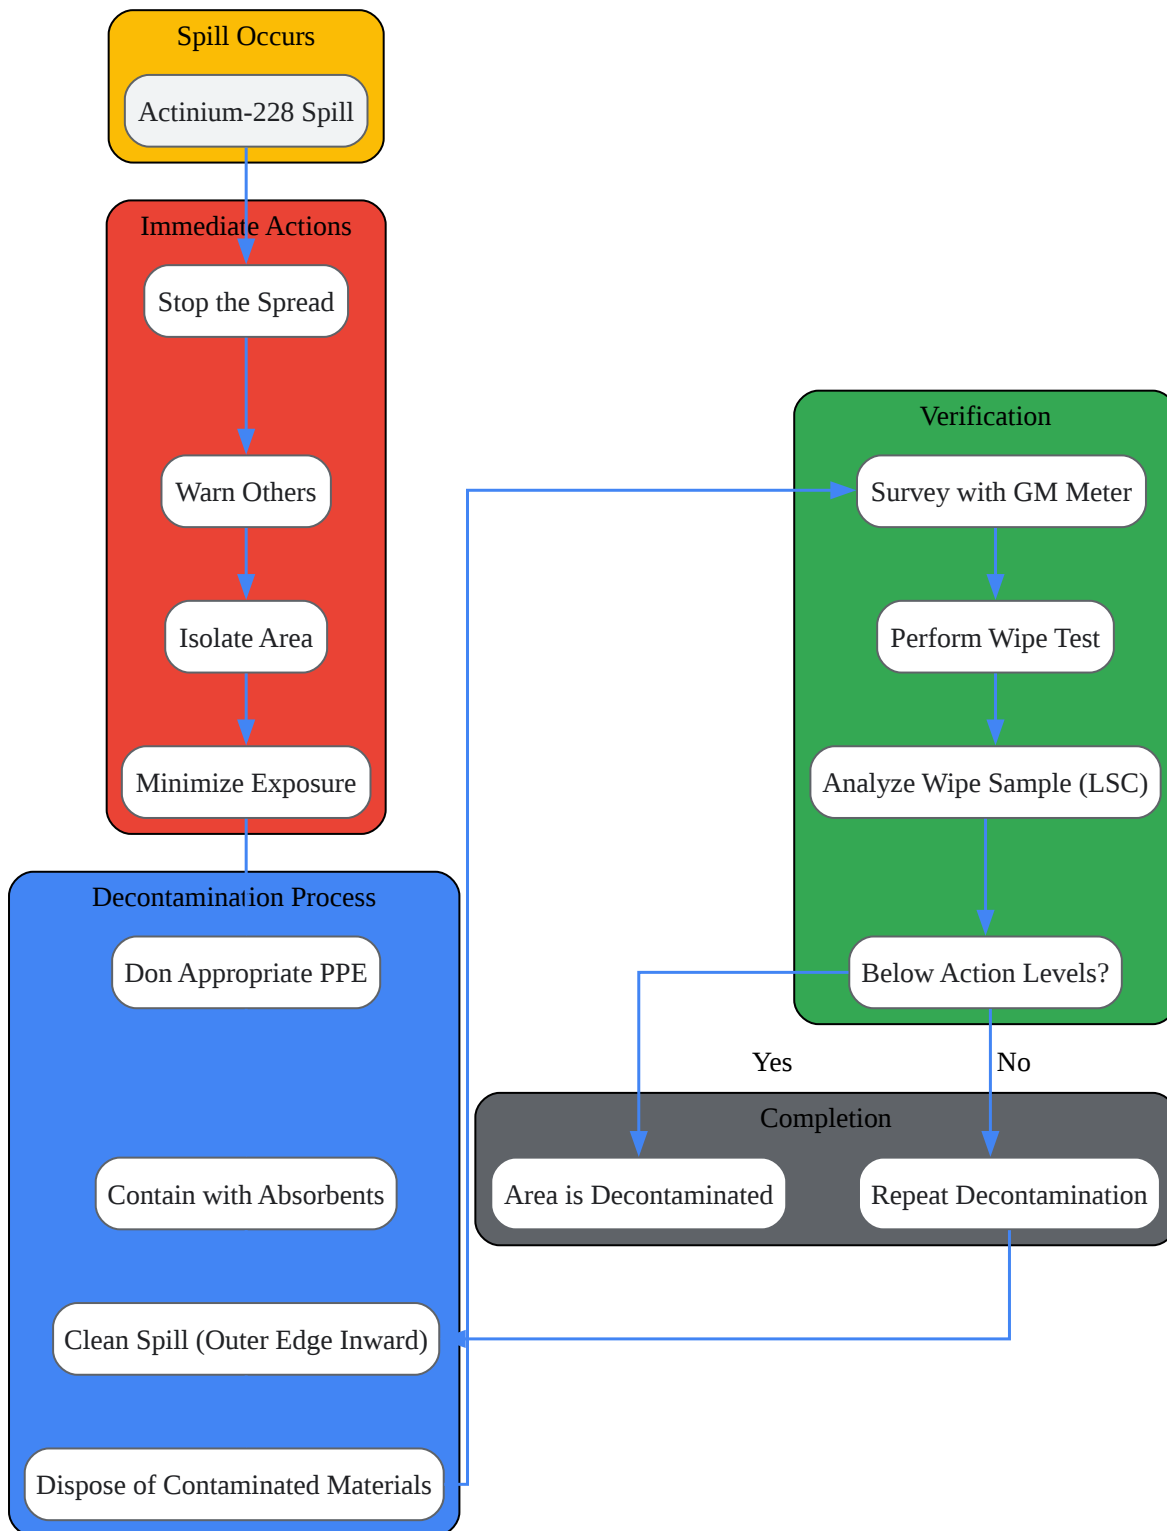 Spill Occurs
Actinium-228 Spill
Immediate Actions
Stop the Spread
Warn Others
Isolate Area
Minimize Exposure
Decontamination Process
Don Appropriate PPE
Contain with Absorbents
Clean Spill (Outer Edge Inward)
Dispose of Contaminated Materials
Verification
Survey with GM Meter
Perform Wipe Test
Analyze Wipe Sample (LSC)
Below Action Levels?
Yes
No
Completion
Area is Decontaminated
Repeat Decontamination